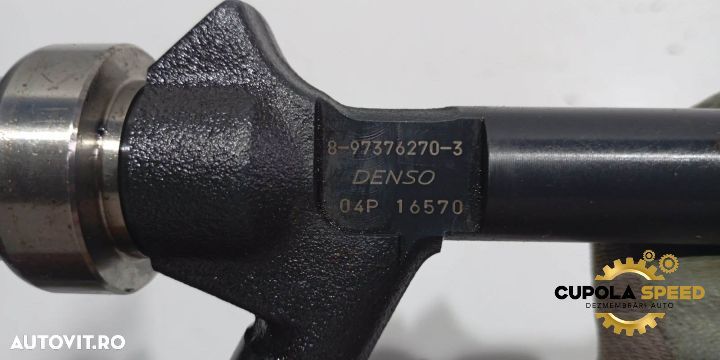 8-97376270-3
DENSO
04P 16570
CUPOLA SPEED
DEZMEMBRĂRI AUTO
AUTOVIT.RO